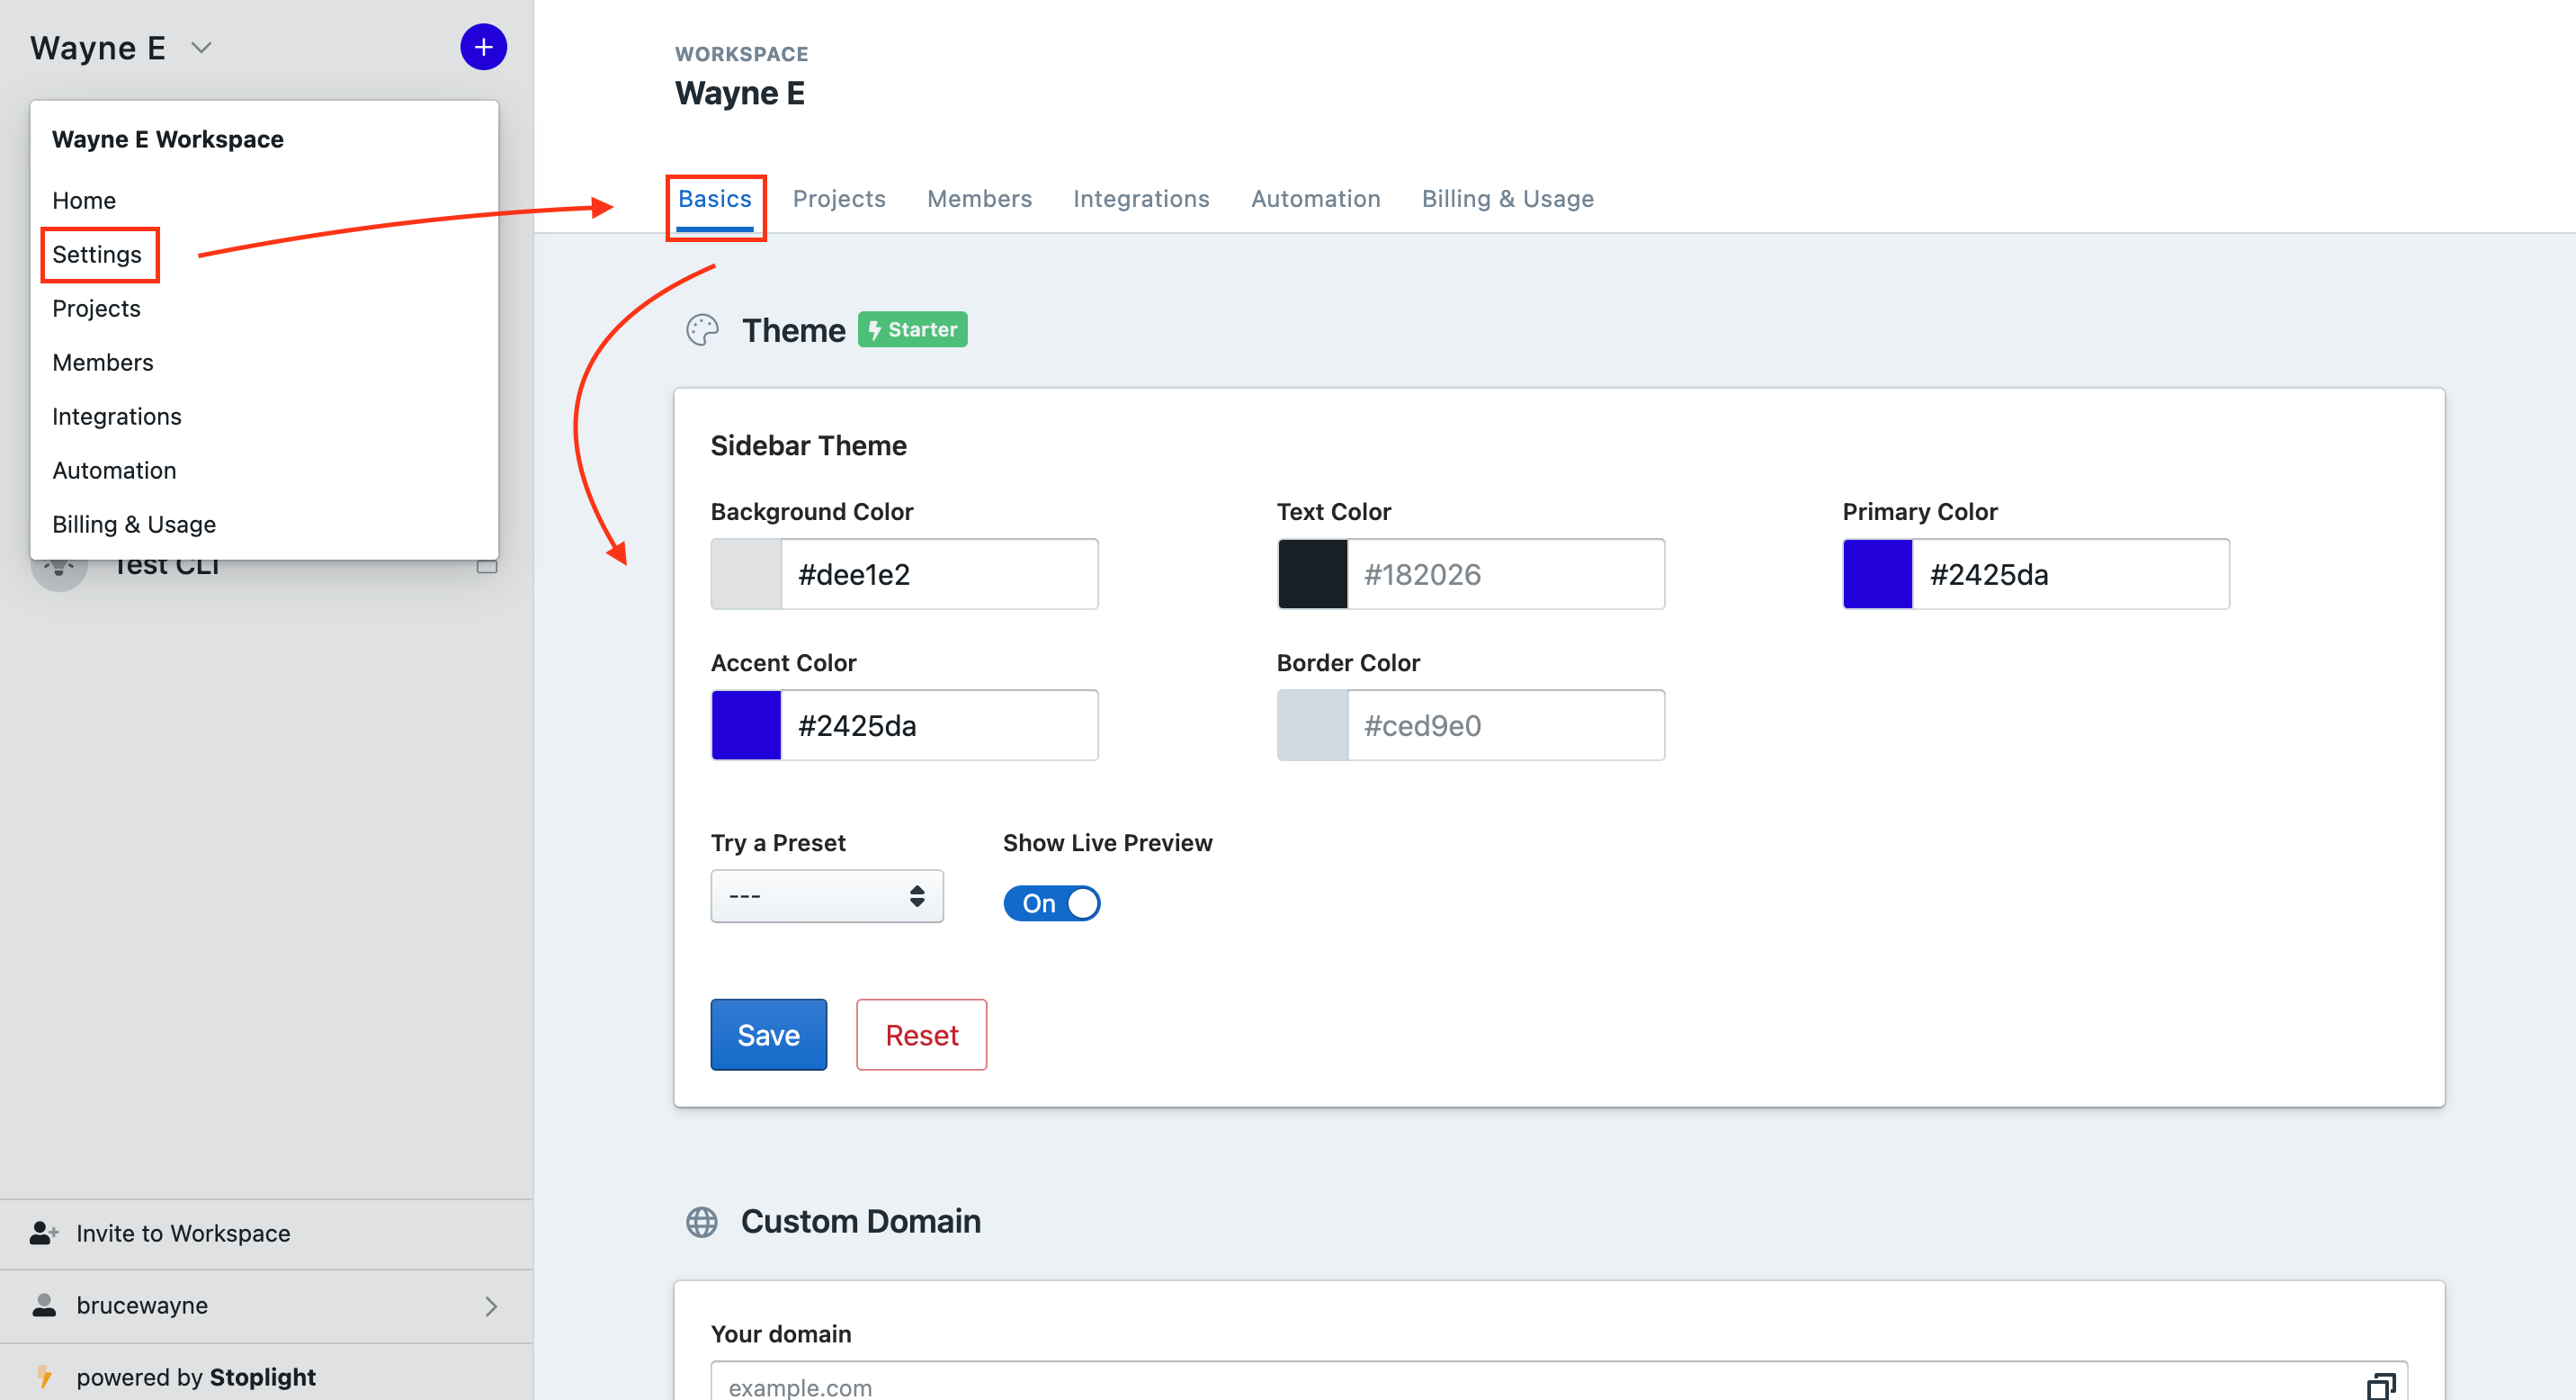 Wayne E
Wayne E Workspace
Home
Settings
Projects
Members
Integrations
Automation
Billing & Usage
Test CLI
Invite to Workspace
brucewayne
powered by Stoplight
WORKSPACE
Wayne E
Basics Projects Members Integrations Automation Billing & Usage
Theme Starter
Sidebar Theme
Background Color Text Color Primary Color
#dee1e2 #182026 #2425da
Accent Color Border Color
#2425da #ced9e0
Try a Preset Show Live Preview
--- On
Save Reset
Custom Domain
Your domain
example.com